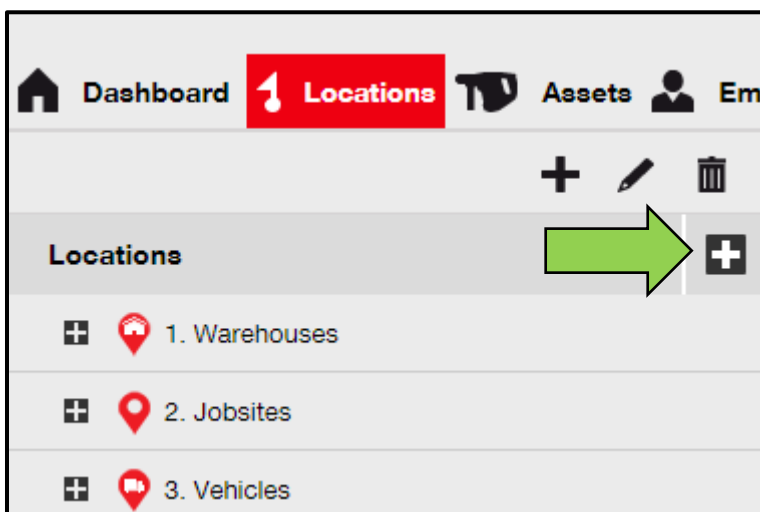 Dashboard Locations Assets Em
Locations
1. Warehouses
2. Jobsites
3. Vehicles